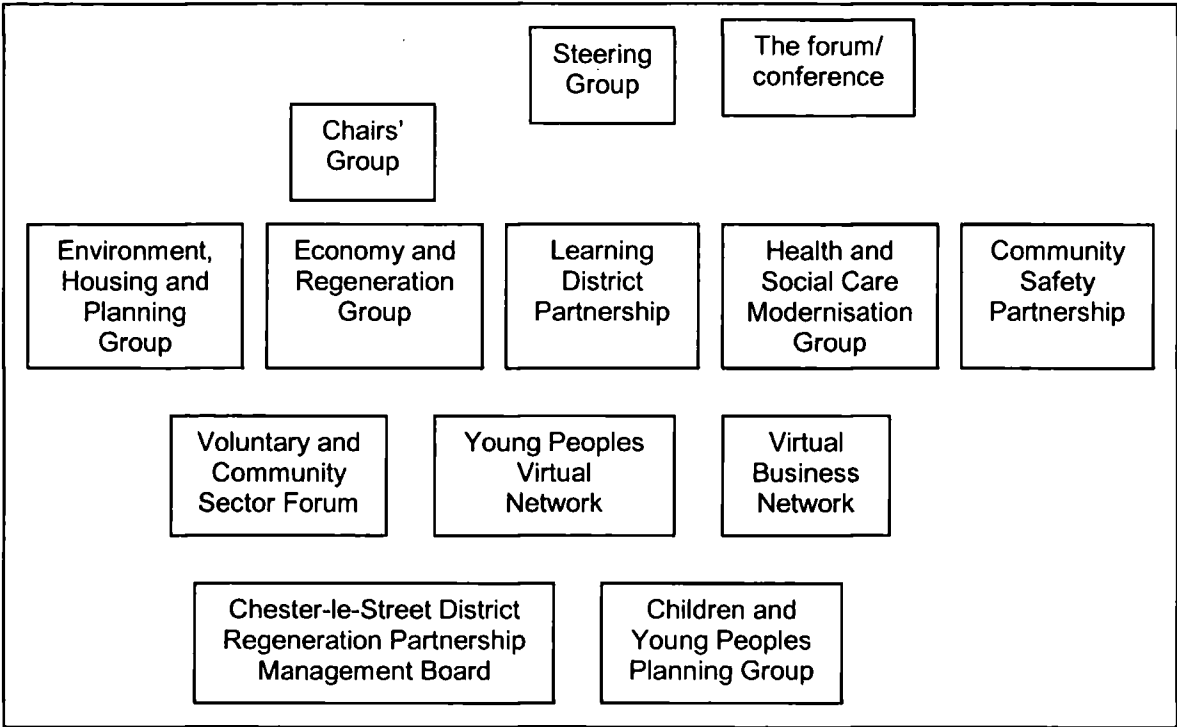 Steering
Group
The forum/
conference
Chairs'
Group
Environment,
Housing and
Planning
Group
Economy and
Regeneration
Group
Learning
District
Partnership
Health and
Social Care
Modernisation
Group
Community
Safety
Partnership
Voluntary and
Community
Sector Forum
Young Peoples
Virtual
Network
Virtual
Business
Network
Chester-le-Street District
Regeneration Partnership
Management Board
Children and
Young Peoples
Planning Group